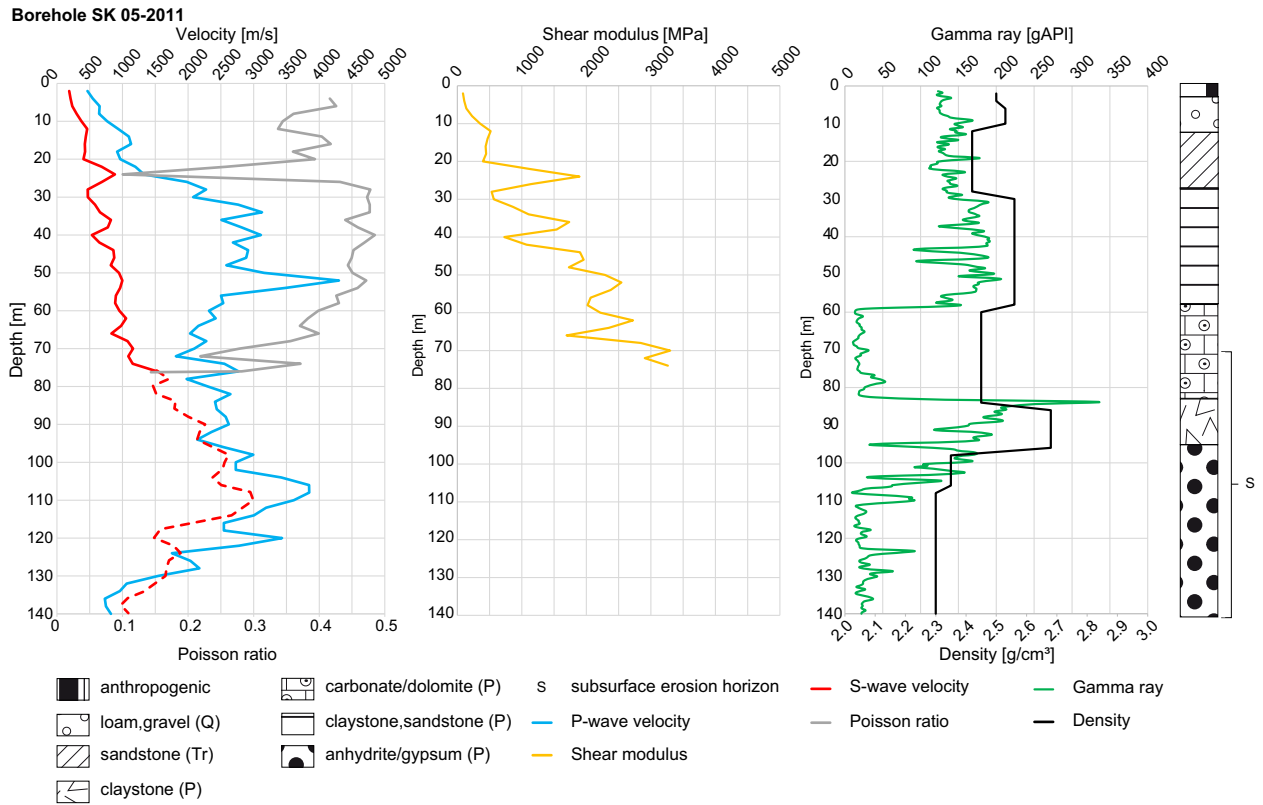 Borehole SK 05-2011
Velocity [m/s]
Shear modulus [MPa]
Gamma ray [gAPI]
0 500 1000 1500 2000 2500 3000 3500 4000 4500 5000
0 1000 2000 3000 4000 5000
0 50 100 150 200 250 300 350 400
Depth [m]
0 10 20 30 40 50 60 70 80 90 100 110 120 130 140
Depth [m]
0 10 20 30 40 50 60 70 80 90 100 110 120 130 140
Depth [m]
0 10 20 30 40 50 60 70 80 90 100 110 120 130 140
S
0 0.1 0.2 0.3 0.4 0.5
2.0 2.1 2.2 2.3 2.4 2.5 2.6 2.7 2.8 2.9 3.0
Poisson ratio
Density [g/cm³]
anthropogenic
loam,gravel (Q)
sandstone (Tr)
claystone (P)
carbonate/dolomite (P)
claystone,sandstone (P)
anhydrite/gypsum (P)
S subsurface erosion horizon
P-wave velocity
Shear modulus
S-wave velocity
Poisson ratio
Gamma ray
Density